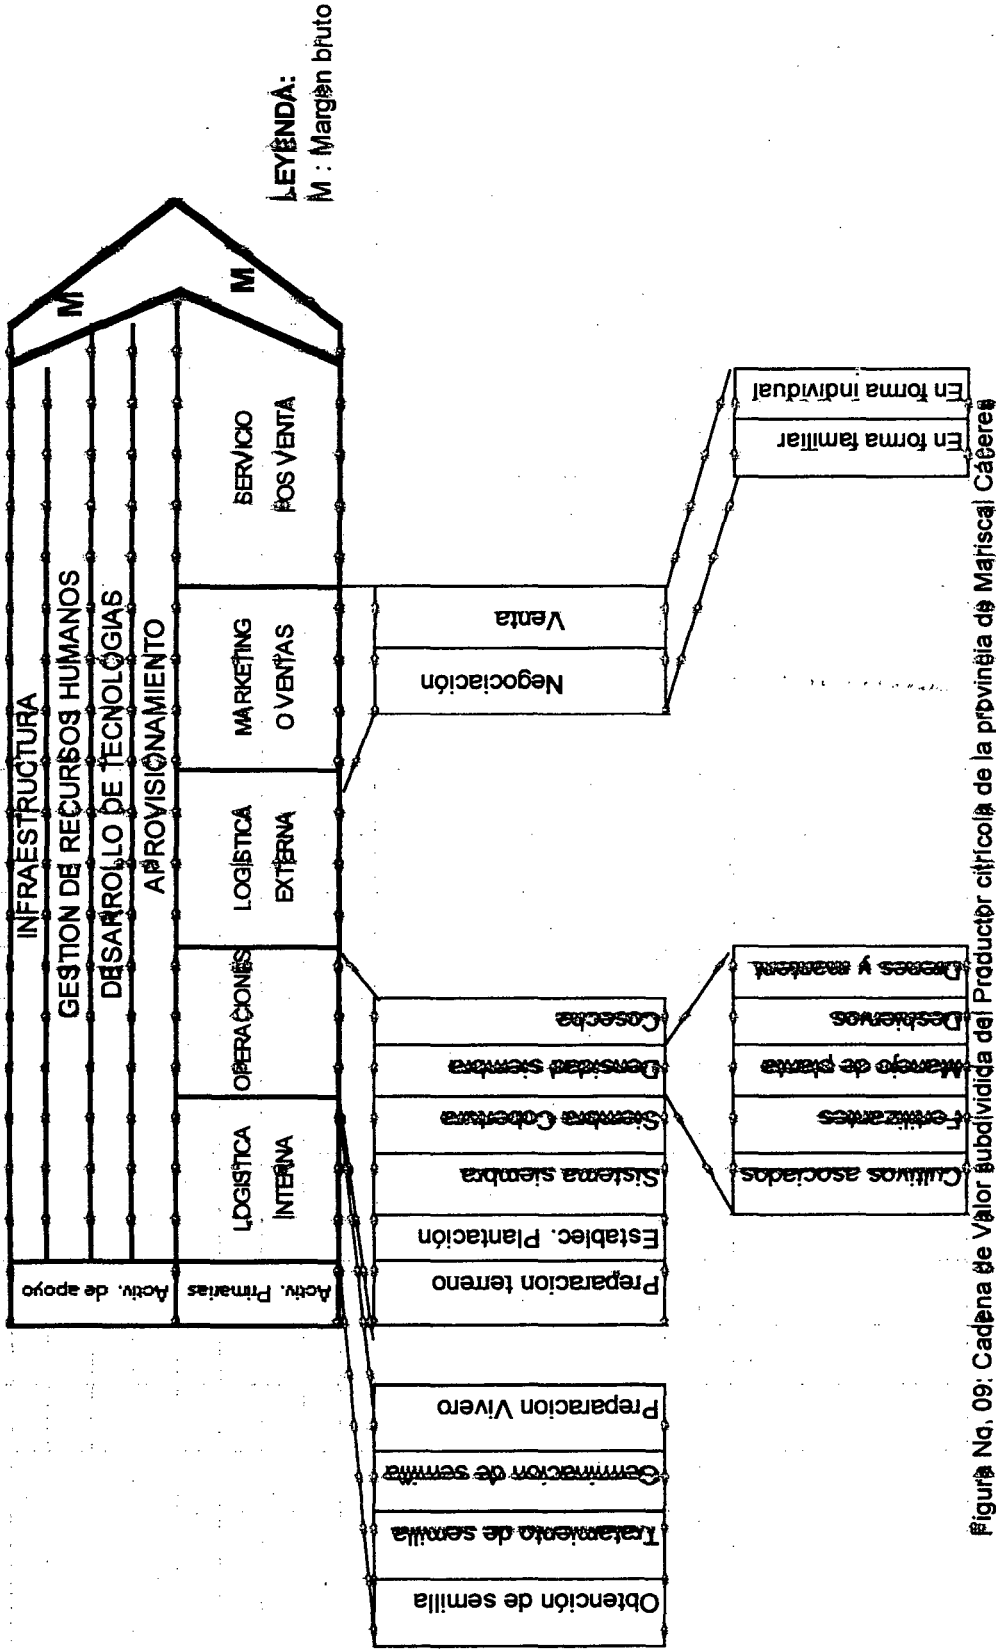 INFRAESTRUCTURA
GESTION DE RECURSOS HUMANOS
DESARROLLO DE TECNOLOGIAS
APROVISIONAMIENTO
Activ. de apoyo
Activ. Primarias
LOGISTICA
INTERNA
OPERACIONES
LOGISTICA
EXTERNA
MARKETING
O VENTAS
SERVICIO
POS VENTA
M
M
LEYENDA:
M : Margen bruto
Obtención de semilla
Tratamiento de semilla
Germinacion de semilla
Preparacion Vivero
Preparacion terreno
Establec. Plantación
Sistema siembra
Siembra Cobertura
Densidad siembra
Cosecha
Negociación
Venta
Cultivos asociados
Fertilizantes
Manejo de planta
Deshiervos
Drenes y mantent
En forma familiar
En forma individual
Figura No. 09: Cadena de Valor subdividida del Productor citrícola de la provincia de Mariscal Cáceres